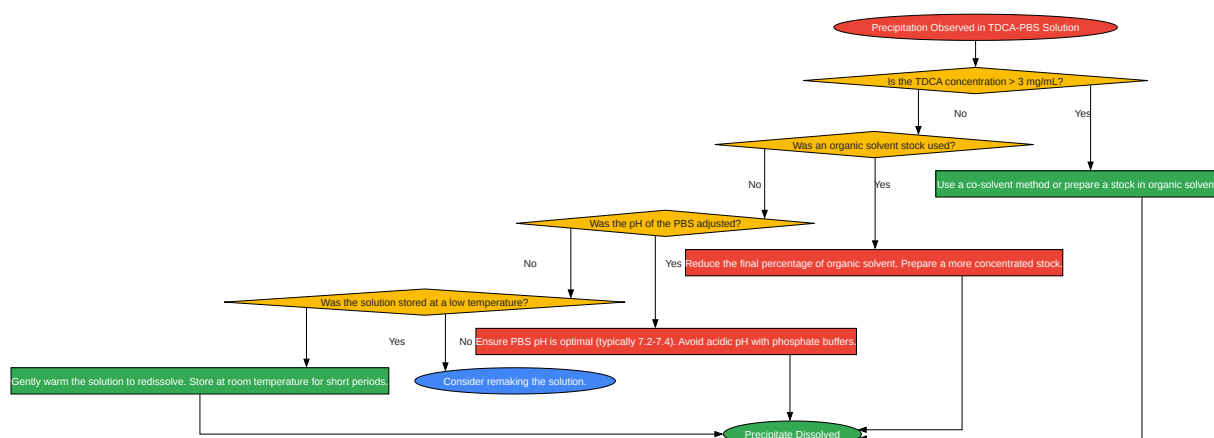 Precipitation Observed in TDCA-PBS Solution
Is the TDCA concentration > 3 mg/mL?
No
Yes
Was an organic solvent stock used?
No
Yes
Use a co-solvent method or prepare a stock in organic solvent
Was the pH of the PBS adjusted?
No
Yes
Reduce the final percentage of organic solvent. Prepare a more concentrated stock.
Was the solution stored at a low temperature?
Yes
No
Ensure PBS pH is optimal (typically 7.2-7.4). Avoid acidic pH with phosphate buffers.
Gently warm the solution to redissolve. Store at room temperature for short periods.
Consider remaking the solution.
Precipitate Dissolved